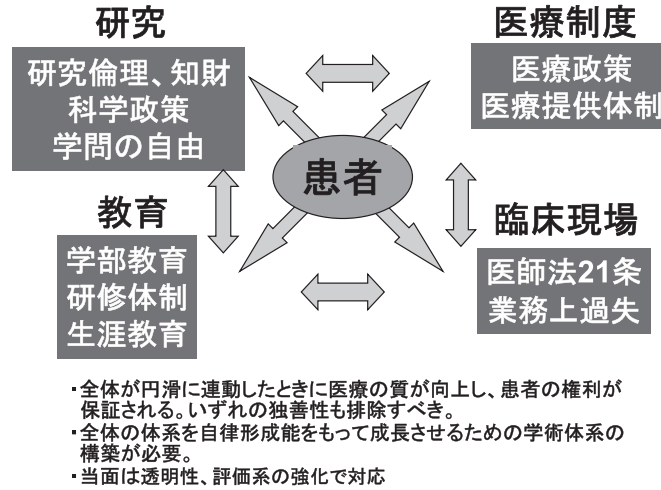 研究
研究倫理、知財
科学政策
学問の自由
医療制度
医療政策
医療提供体制
患者
教育
学部教育
研修体制
生涯教育
臨床現場
医師法21条
業務上過失
・全体が円滑に連動したときに医療の質が向上し、患者の権利が
保証される。いずれの独善性も排除すべき。
・全体の体系を自律形成能をもって成長させるための学術体系の
構築が必要。
・当面は透明性、評価系の強化で対応